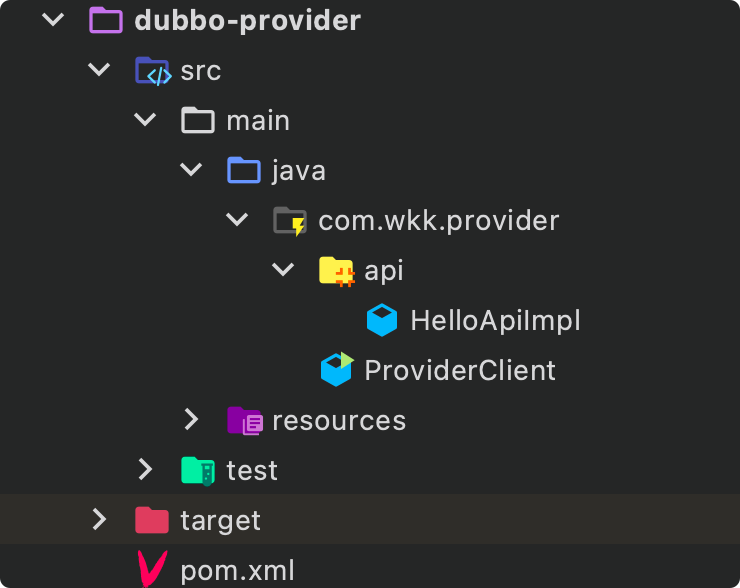 dubbo-provider
src
main
java
com.wkk.provider
api
HelloApiImpl
ProviderClient
resources
test
target
pom.xml